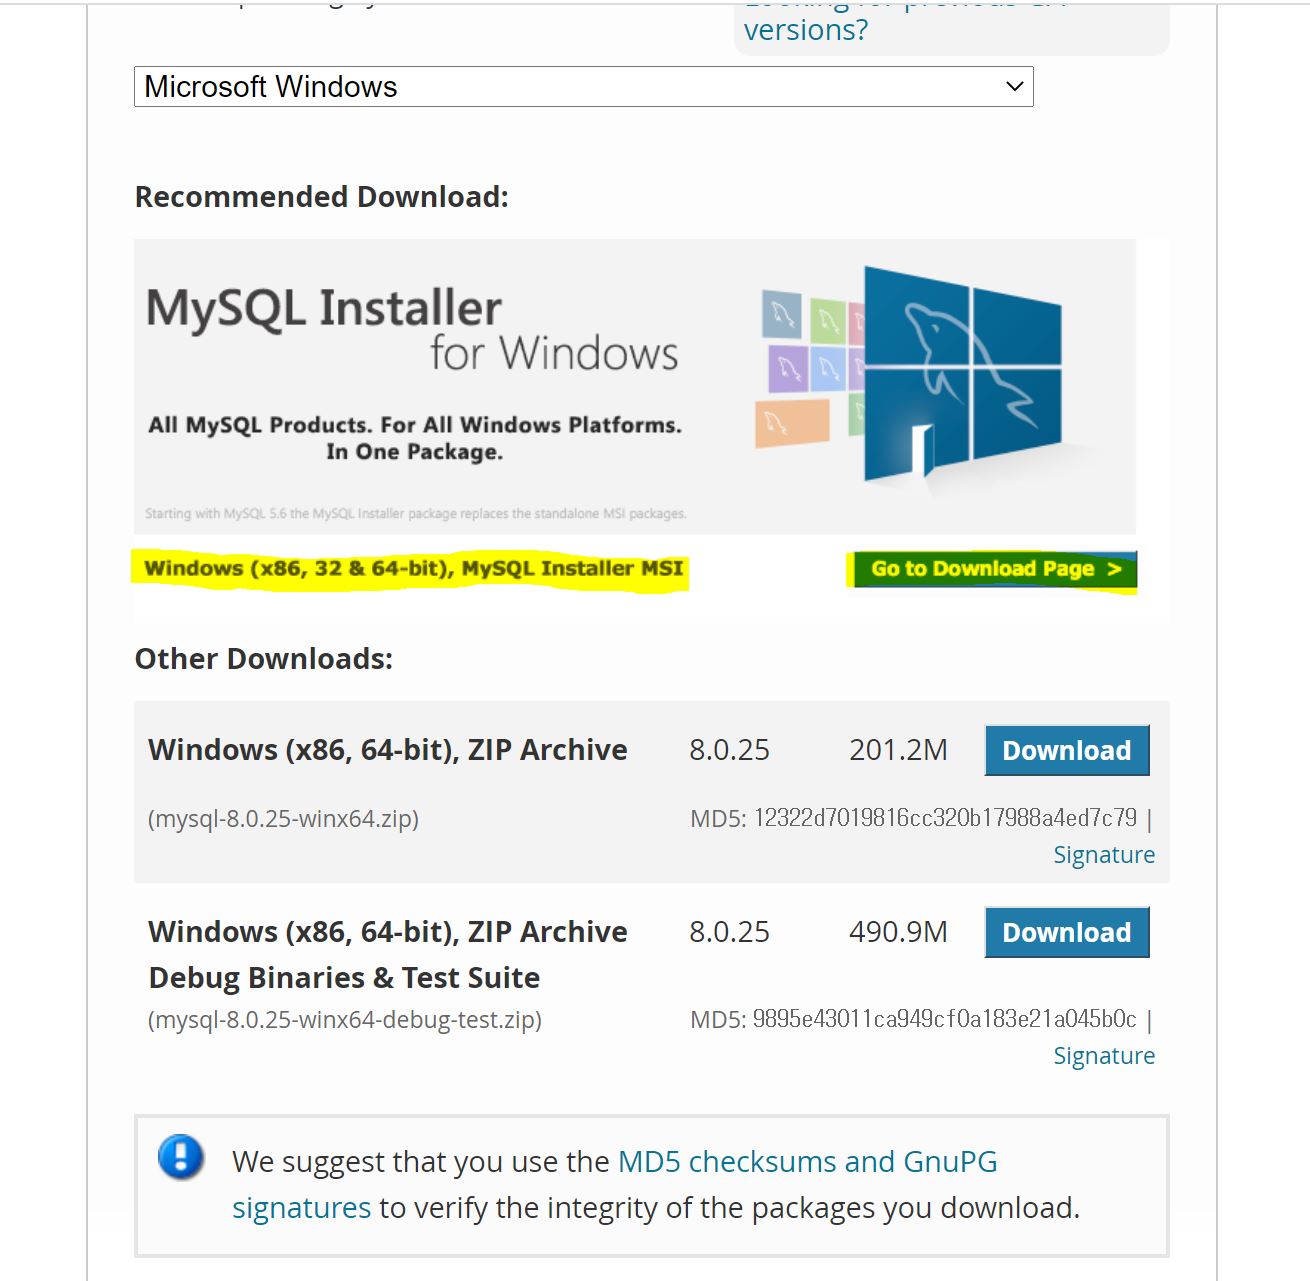 versions?
Microsoft Windows
Recommended Download:
MySQL Installer
for Windows
All MySQL Products. For All Windows Platforms.
In One Package.
Starting with MySQL 5.6 the MySQL Installer package replaces the standalone MSI packages.
Windows (x86, 32 & 64-bit), MySQL Installer MSI Go to Download Page >
Other Downloads:
Windows (x86, 64-bit), ZIP Archive 8.0.25 201.2M Download
(mysql-8.0.25-winx64.zip) MD5: 12322d7019816cc320b17988a4ed7c79 |
Signature
Windows (x86, 64-bit), ZIP Archive 8.0.25 490.9M Download
Debug Binaries & Test Suite
(mysql-8.0.25-winx64-debug-test.zip) MD5: 9895e43011ca949cf0a183e21a045b0c |
Signature
We suggest that you use the MD5 checksums and GnuPG
signatures to verify the integrity of the packages you download.